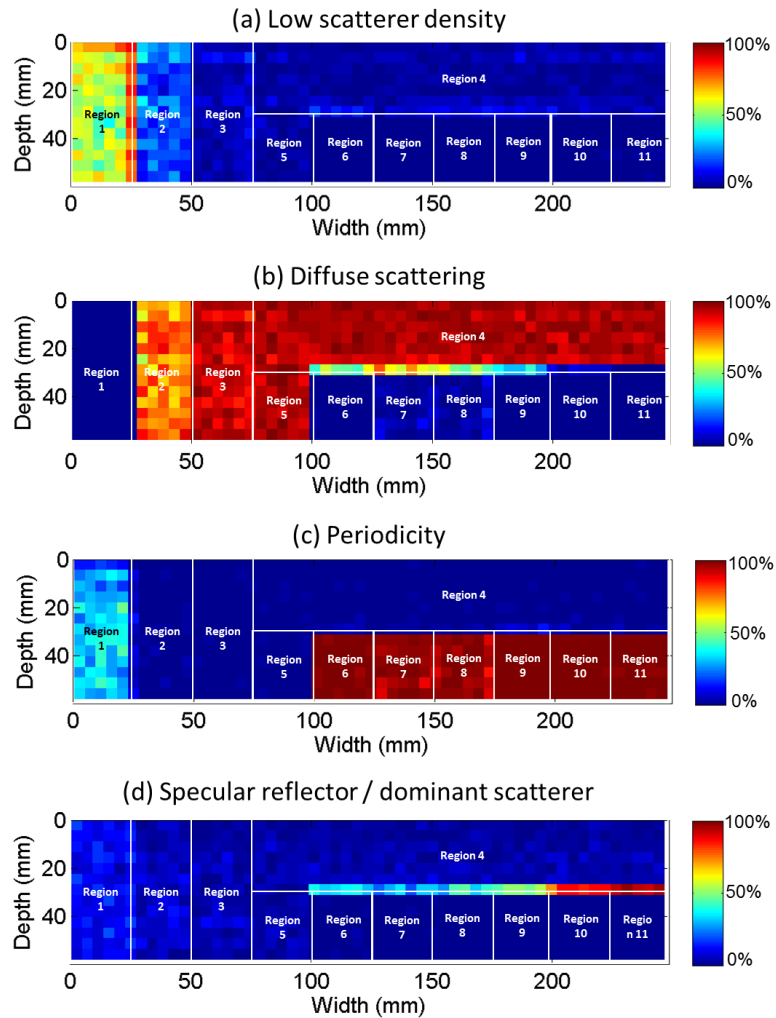 (a) Low scatterer density
0
20
40
Depth (mm)
Region 1
Region 2
Region 3
Region 4
Region 5
Region 6
Region 7
Region 8
Region 9
Region 10
Region 11
100%
50%
0%
0 50 100 150 200
Width (mm)
(b) Diffuse scattering
0
20
40
Depth (mm)
Region 1
Region 2
Region 3
Region 4
Region 5
Region 6
Region 7
Region 8
Region 9
Region 10
Region 11
100%
50%
0%
0 50 100 150 200
Width (mm)
(c) Periodicity
0
20
40
Depth (mm)
Region 1
Region 2
Region 3
Region 4
Region 5
Region 6
Region 7
Region 8
Region 9
Region 10
Region 11
100%
50%
0%
0 50 100 150 200
Width (mm)
(d) Specular reflector / dominant scatterer
0
20
40
Depth (mm)
Region 1
Region 2
Region 3
Region 4
Region 5
Region 6
Region 7
Region 8
Region 9
Region 10
Regio
n 11
100%
50%
0%
0 50 100 150 200
Width (mm)